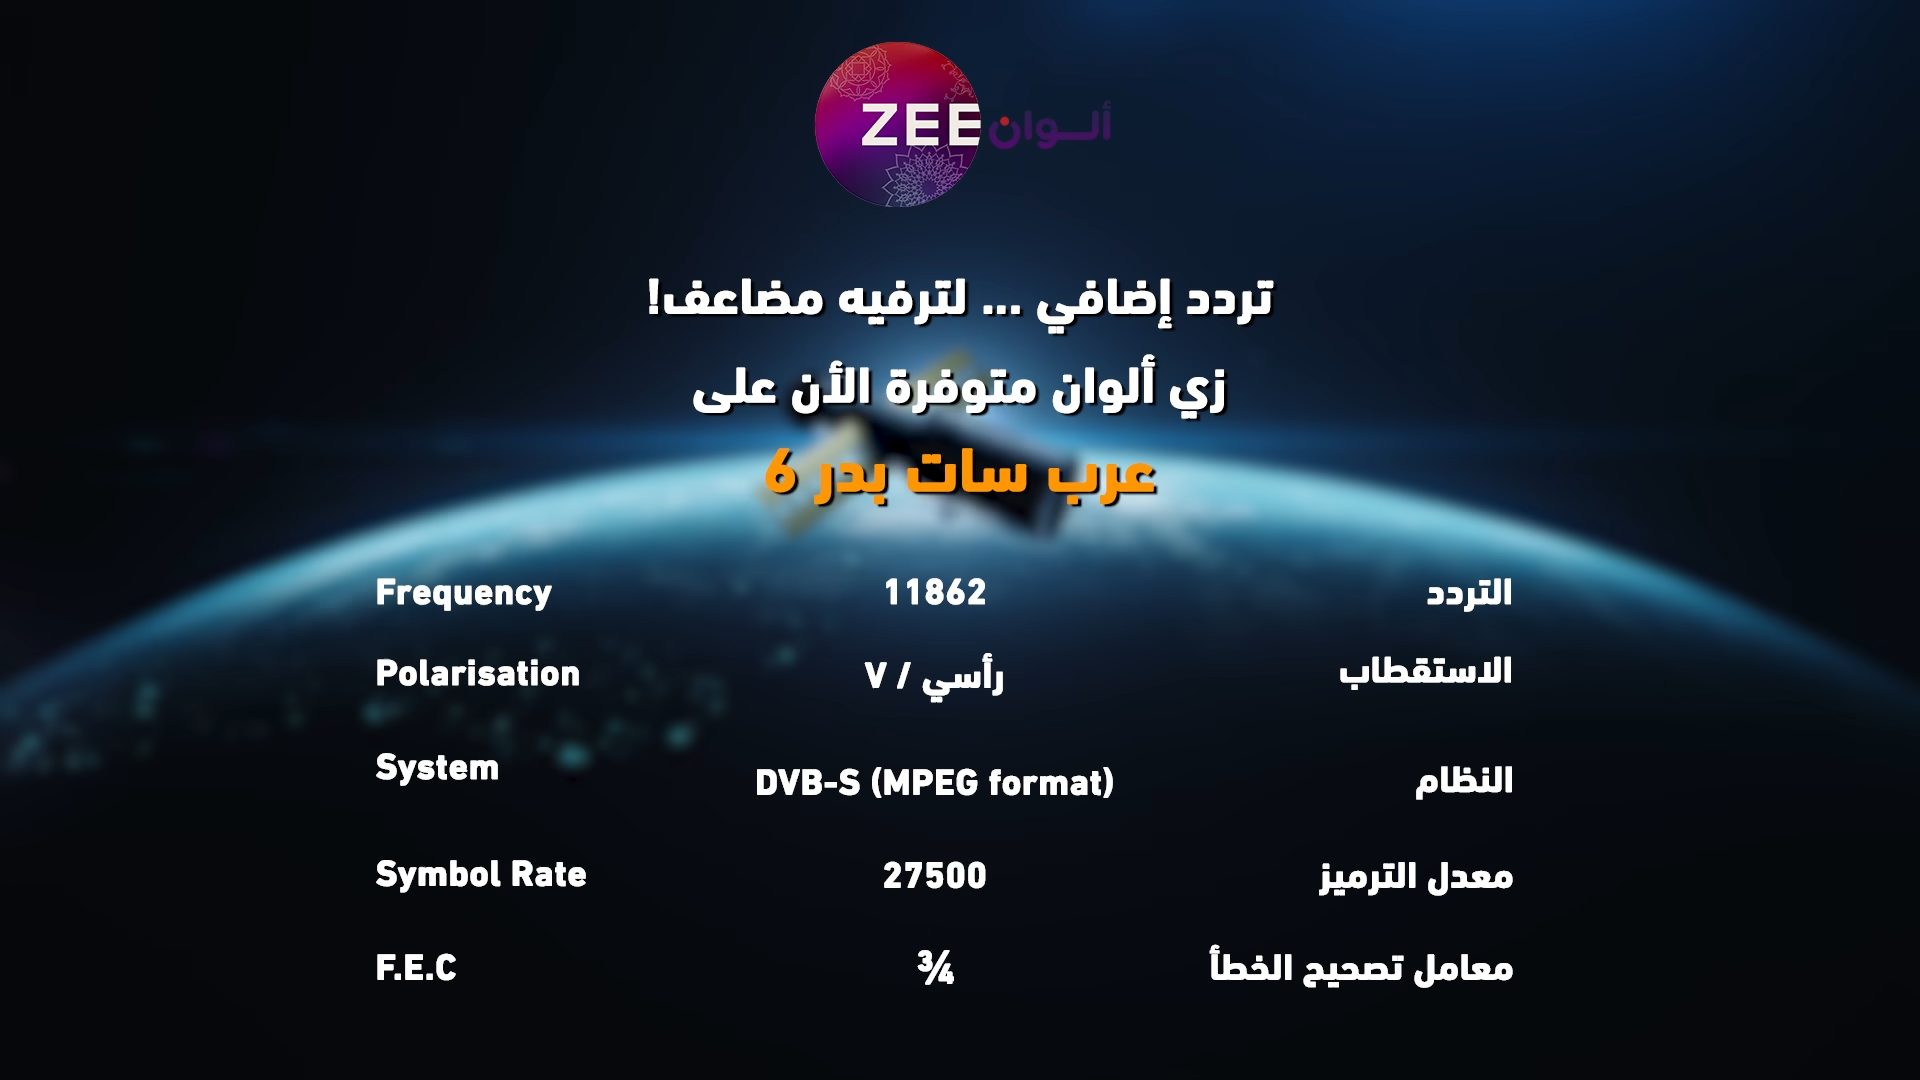 ZEE ألوان
تردد إضافي ... لترفيه مضاعف!
زي ألوان متوفرة الأن على
عرب سات بدر 6
Frequency 11862 التردد
Polarisation رأسي / V الاستقطاب
System DVB-S (MPEG format) النظام
Symbol Rate 27500 معدل الترميز
F.E.C ¾ معامل تصحيح الخطأ